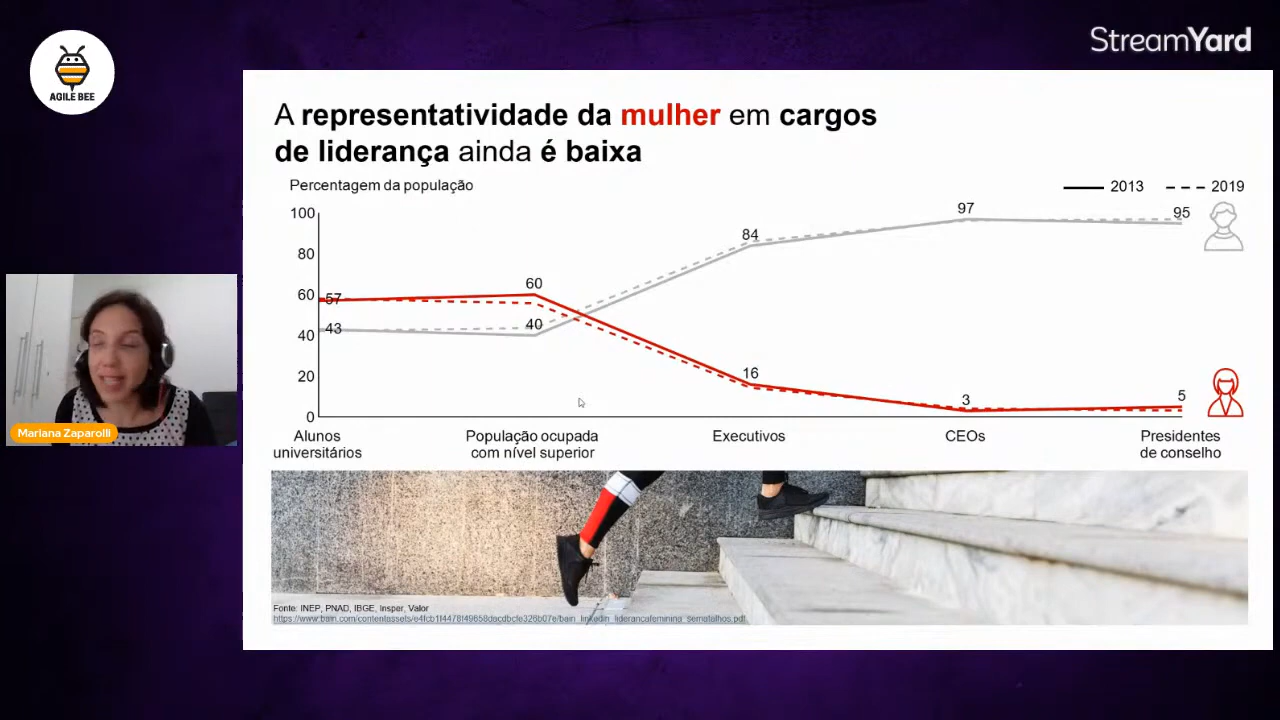 AGILE BEE
StreamYard
A representatividade da mulher em cargos
de liderança ainda é baixa
Percentagem da população
2013
2019
100
80
60
40
20
0
57
43
60
40
84
16
97
3
95
5
Alunos
universitários
População ocupada
com nível superior
Executivos
CEOs
Presidentes
de conselho
Mariana Zaparolli
Fonte: INEP, PNAD, IBGE, Insper, Valor